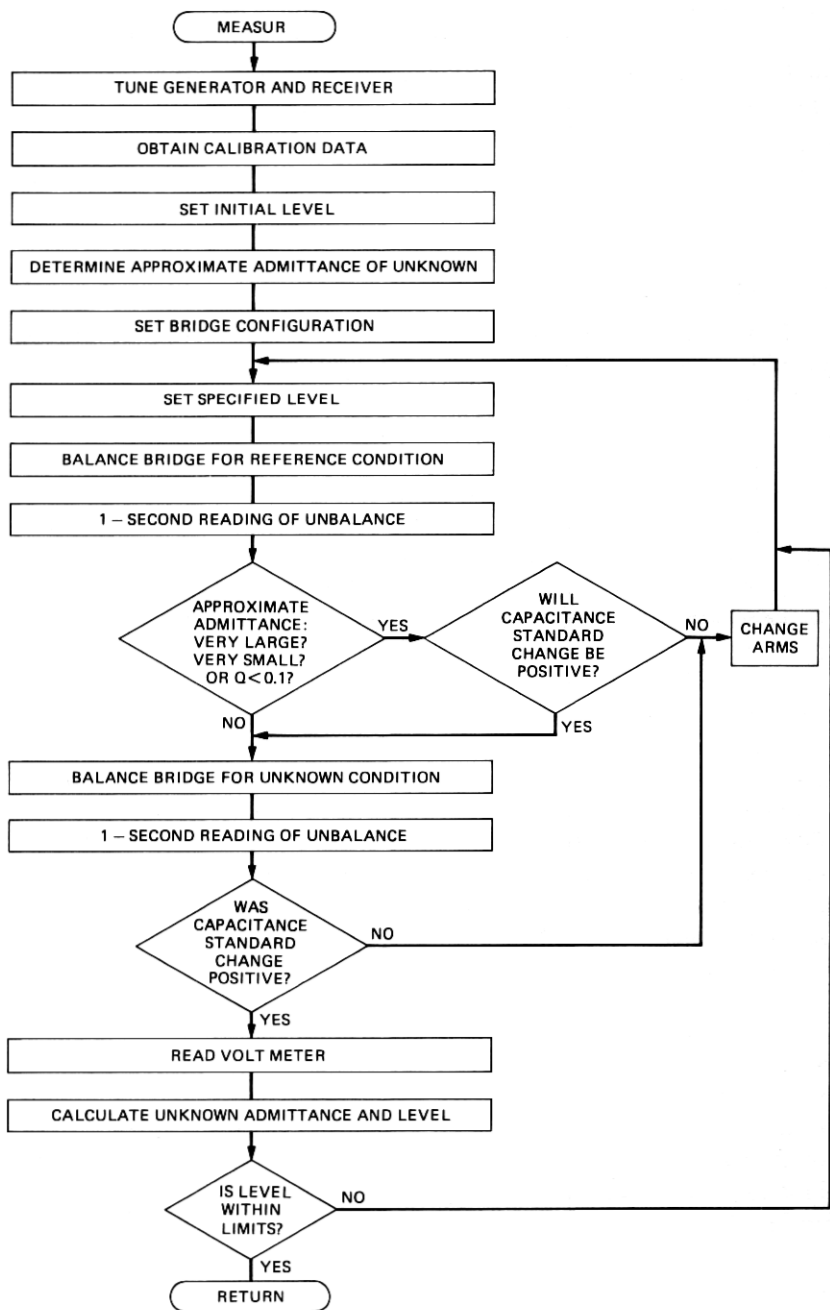 MEASUR
TUNE GENERATOR AND RECEIVER
OBTAIN CALIBRATION DATA
SET INITIAL LEVEL
DETERMINE APPROXIMATE ADMITTANCE OF UNKNOWN
SET BRIDGE CONFIGURATION
SET SPECIFIED LEVEL
BALANCE BRIDGE FOR REFERENCE CONDITION
1 – SECOND READING OF UNBALANCE
APPROXIMATE
ADMITTANCE:
VERY LARGE?
VERY SMALL?
OR Q<0.1?
YES
NO
WILL
CAPACITANCE
STANDARD
CHANGE BE
POSITIVE?
NO
YES
CHANGE
ARMS
BALANCE BRIDGE FOR UNKNOWN CONDITION
1 – SECOND READING OF UNBALANCE
WAS
CAPACITANCE
STANDARD
CHANGE
POSITIVE?
NO
YES
READ VOLT METER
CALCULATE UNKNOWN ADMITTANCE AND LEVEL
IS LEVEL
WITHIN
LIMITS?
NO
YES
RETURN